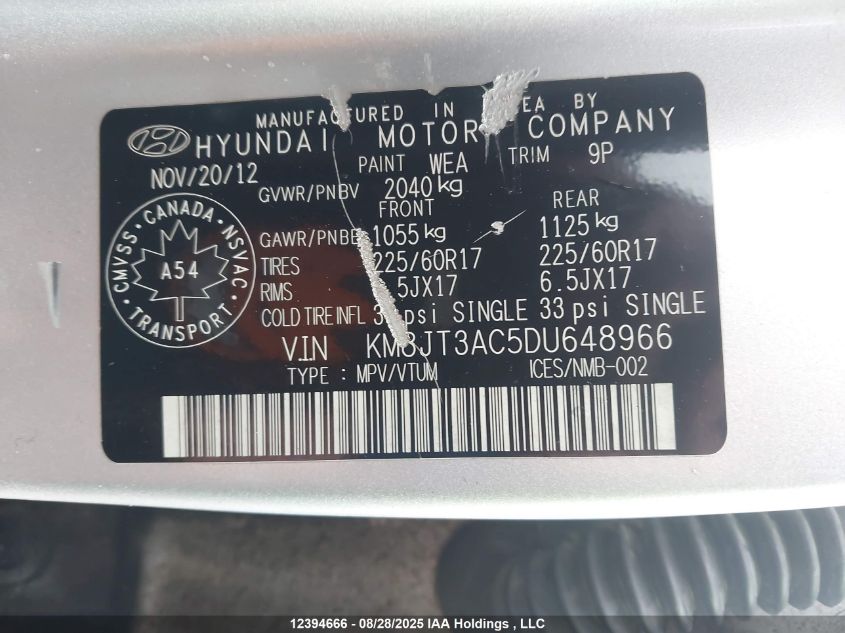 MANUFACTURED IN EA BY
HYUNDAI MOTOR COMPANY
NOV/20/12 PAINT WEA TRIM 9P
GVWR/PNBV 2040 kg
FRONT REAR
GAWR/PNBE 1055 kg 1125 kg
TIRES 225/60R17 225/60R17
RIMS 5JX17 6.5JX17
COLD TIRE INFL 3 psi SINGLE 33 psi SINGLE
V.I.N KM8JT3AC5DU648966
TYPE : MPV/VTUM ICES/NMB-002
CANADA
CMVSS · NSVAC
A54
TRANSPORT
12394666 - 08/28/2025 IAA Holdings , LLC